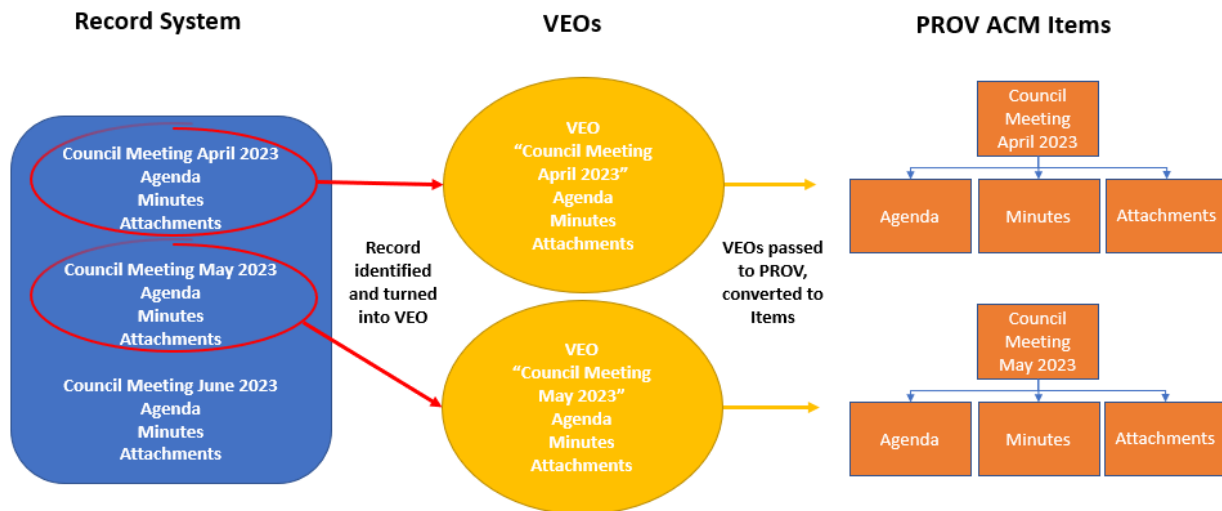 Record System
VEOs
PROV ACM Items
Council Meeting April 2023
Agenda
Minutes
Attachments
Council Meeting May 2023
Agenda
Minutes
Attachments
Council Meeting June 2023
Agenda
Minutes
Attachments
Record
identified
and turned
into VEO
VEO
“Council Meeting
April 2023”
Agenda
Minutes
Attachments
VEO
“Council Meeting
May 2023”
Agenda
Minutes
Attachments
VEOs passed
to PROV,
converted to
Items
Council
Meeting
April 2023
Agenda
Minutes
Attachments
Council
Meeting
May 2023
Agenda
Minutes
Attachments